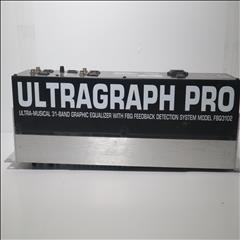 ULTRAGRAPH PRO
ULTRA-MUSICAL 31-BAND GRAPHIC EQUALIZER WITH FBQ FEEDBACK DETECTION SYSTEM MODEL FBQ3102